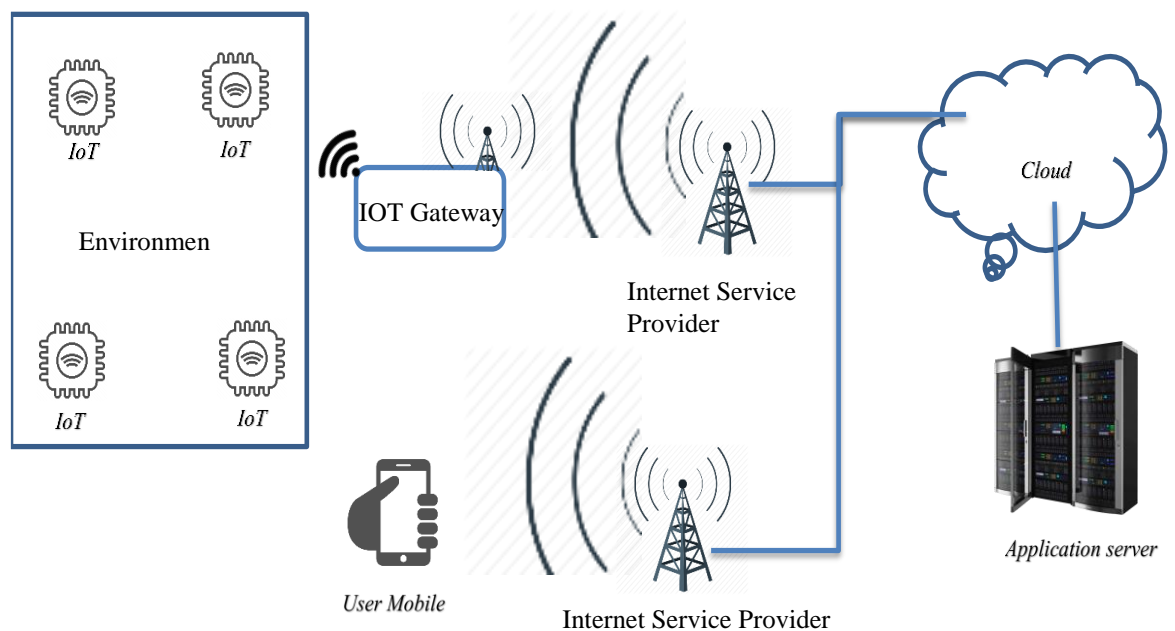 IoT
IoT
Environmen
IoT
IoT
IOT Gateway
Internet Service
Provider
Cloud
Application server
User Mobile
Internet Service Provider